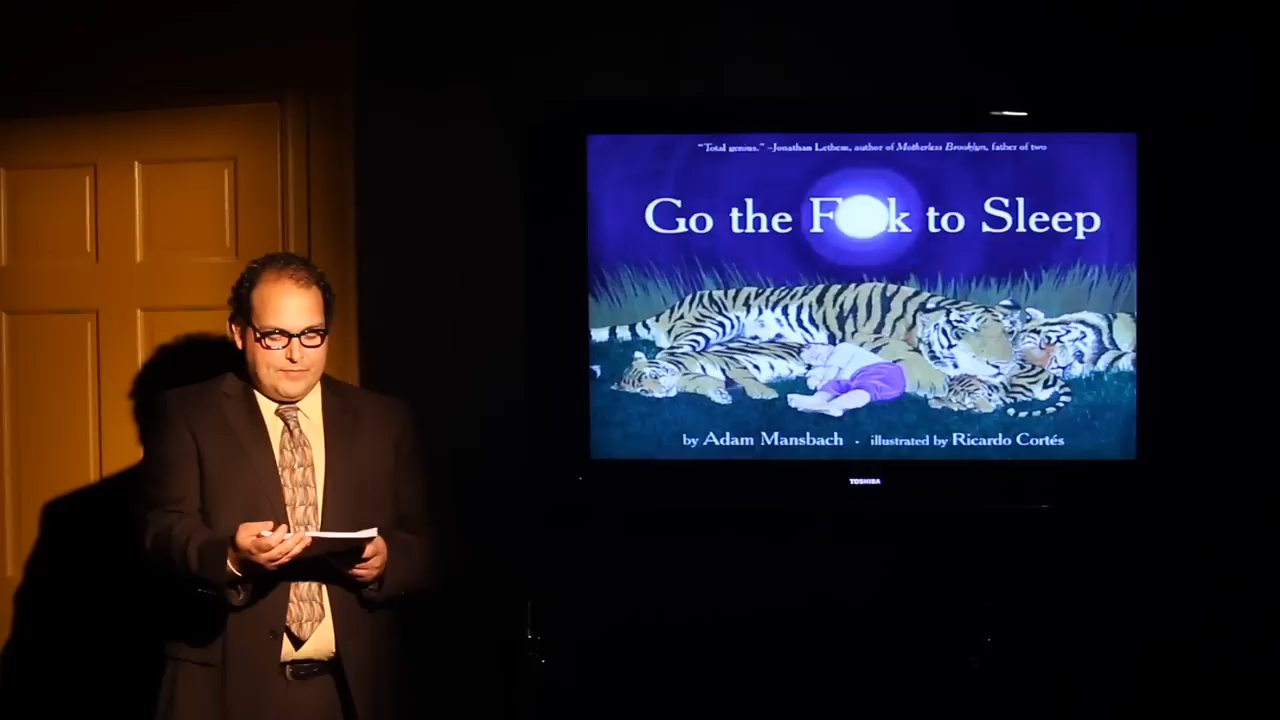 "Total genius." –Jonathan Lethem, author of Motherless Brooklyn, father of two
Go the F k to Sleep
by Adam Mansbach · illustrated by Ricardo Cortés
TOSHIBA